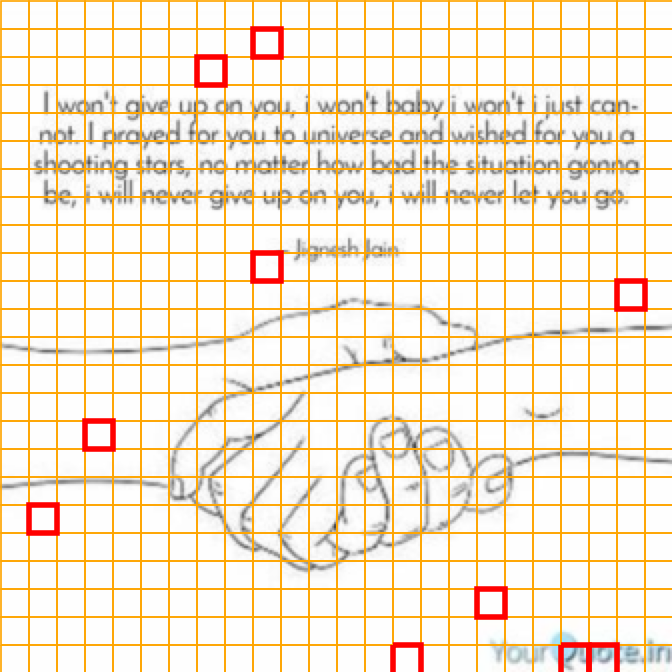 I won't give up on you, i won't baby i won't i just can-
not. I prayed for you to universe and wished for you a
shooting stars, no matter how bad the situation gonna
be, i will never give up on you, i will never let you go.
- Jignesh Jain
YourQuote.in